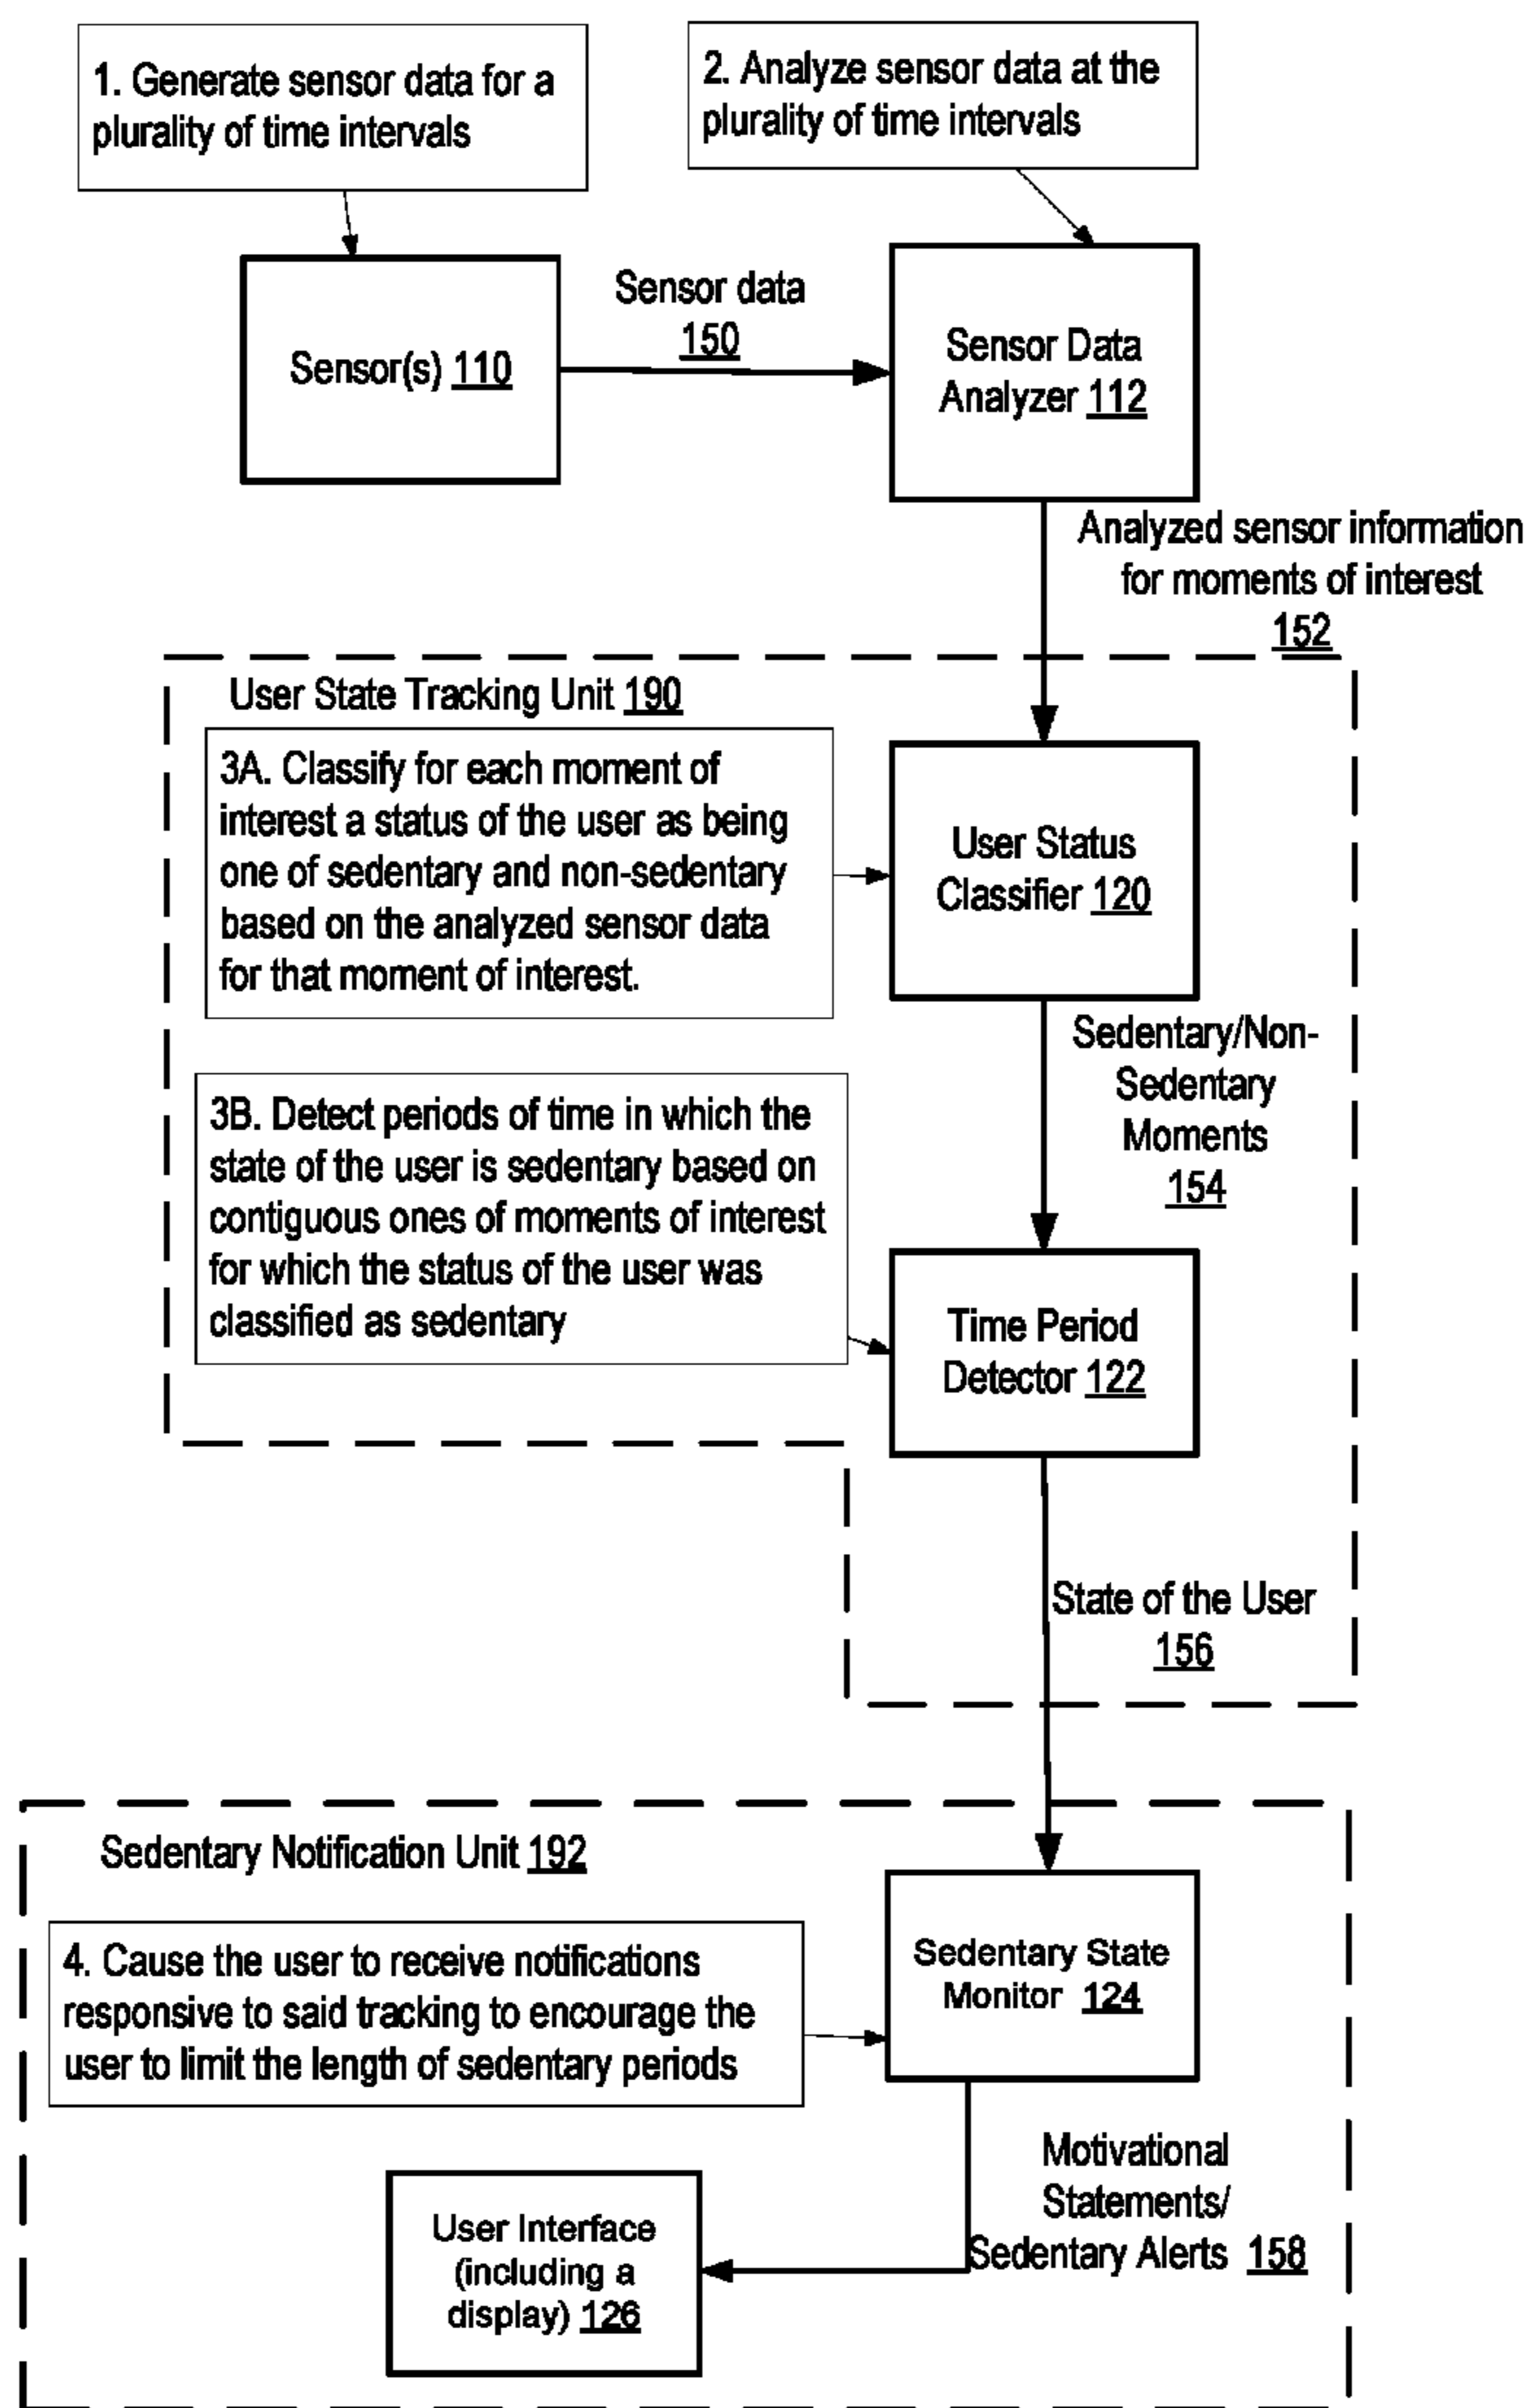 1. Generate sensor data for a
plurality of time intervals
2. Analyze sensor data at the
plurality of time intervals
Sensor(s) 110
Sensor data
150
Sensor Data
Analyzer 112
Analyzed sensor information
for moments of interest
152
User State Tracking Unit 190
3A. Classify for each moment of
interest a status of the user as being
one of sedentary and non-sedentary
based on the analyzed sensor data
for that moment of interest.
User Status
Classifier 120
Sedentary/Non-
Sedentary
Moments
154
3B. Detect periods of time in which the
state of the user is sedentary based on
contiguous ones of moments of interest
for which the status of the user was
classified as sedentary
Time Period
Detector 122
State of the User
156
Sedentary Notification Unit 192
4. Cause the user to receive notifications
responsive to said tracking to encourage the
user to limit the length of sedentary periods
Sedentary State
Monitor 124
Motivational
Statements/
Sedentary Alerts 158
User Interface
(including a
display) 126